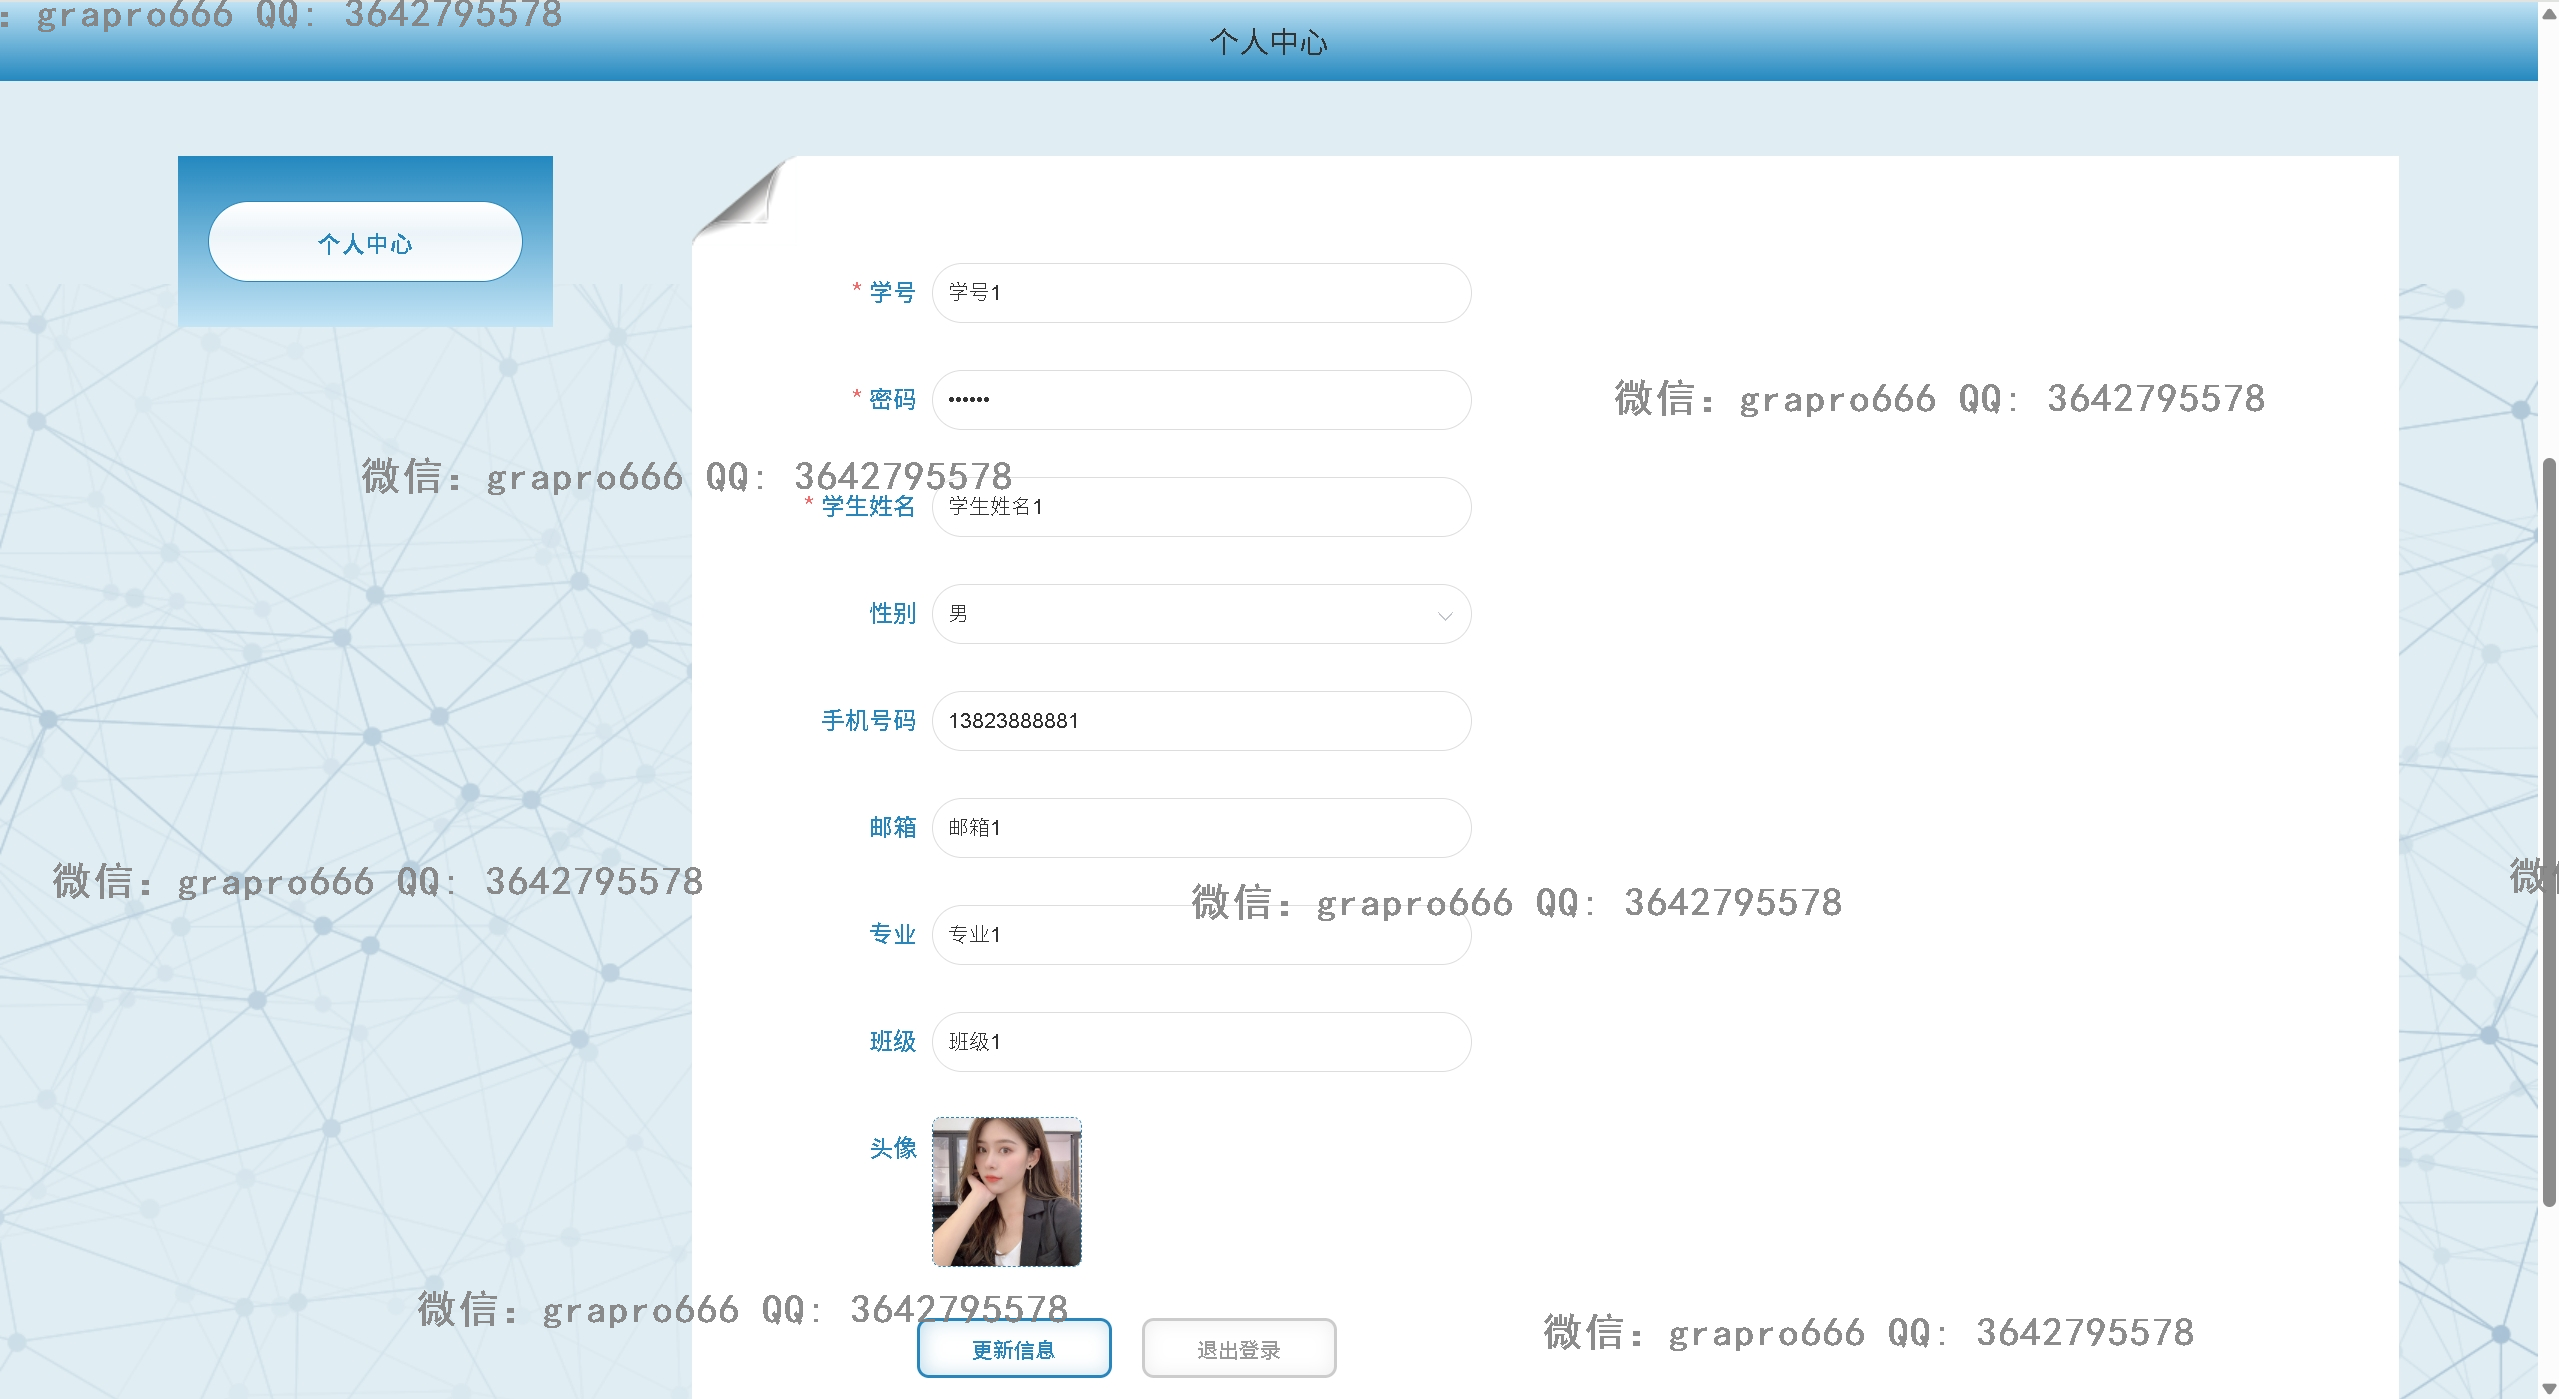 : grapro666 QQ: 3642795578
个人中心
个人中心
* 学号 学号1
* 密码 ••••••
微信: grapro666 QQ: 3642795578
微信: grapro666 QQ: 3642795578
* 学生姓名 学生姓名1
性别 男
手机号码 13823888881
邮箱 邮箱1
微信: grapro666 QQ: 3642795578
微信: grapro666 QQ: 3642795578
微
专业 专业1
班级 班级1
头像
微信: grapro666 QQ: 3642795578
微信: grapro666 QQ: 3642795578
更新信息 退出登录